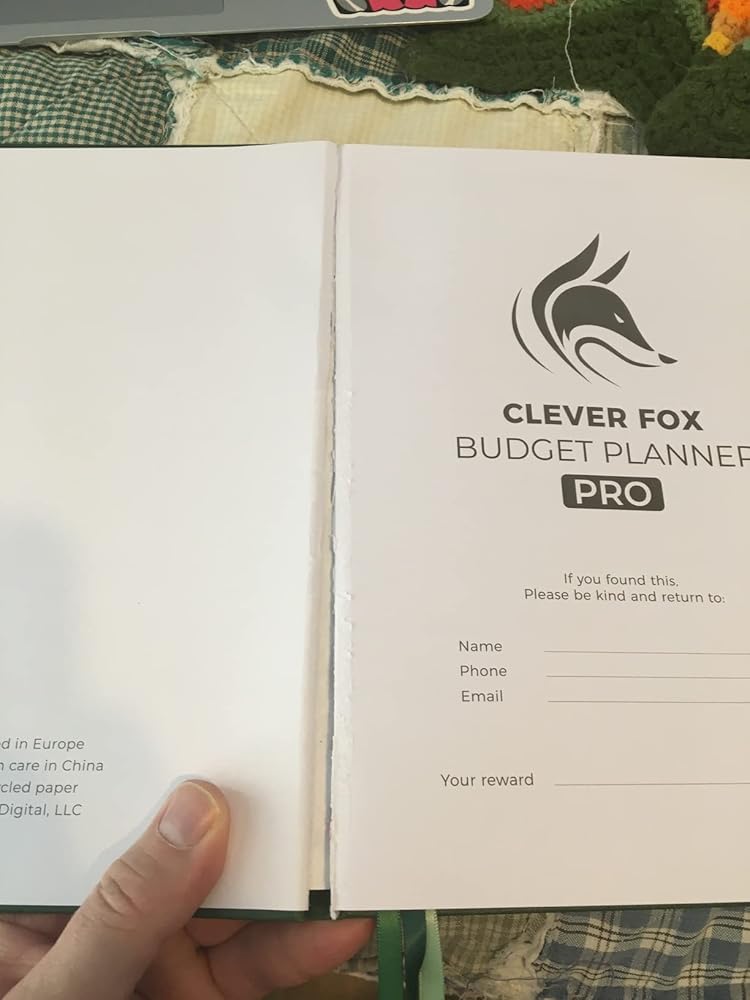 d in Europe
care in China
cled paper
Digital, LLC
CLEVER FOX
BUDGET PLANNER
PRO
If you found this.
Please be kind and return to:
Name
Phone
Email
Your reward